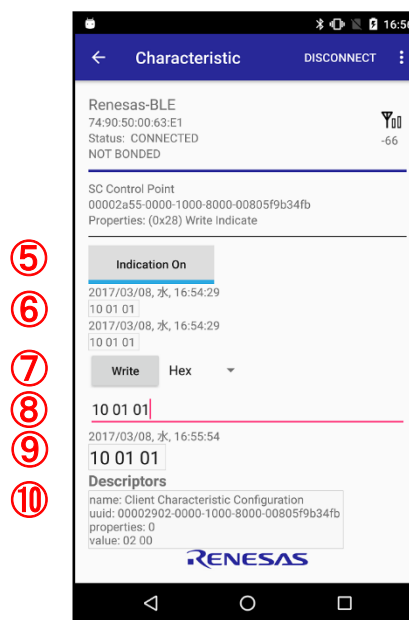 16:56
Characteristic DISCONNECT
Renesas-BLE
74:90:50:00:63:E1
Status: CONNECTED
-66
NOT BONDED
SC Control Point
00002a55-0000-1000-8000-00805f9b34fb
Properties: (0x28) Write Indicate
⑤ Indication On
2017/03/08, 水, 16:54:29
⑥ 10 01 01
2017/03/08, 水, 16:54:29
10 01 01
⑦ Write Hex
⑧ 10 01 01
2017/03/08, 水, 16:55:54
⑨ 10 01 01
Descriptors
⑩ name: Client Characteristic Configuration
uuid: 00002902-0000-1000-8000-00805f9b34fb
properties: 0
value: 02 00
RENESAS